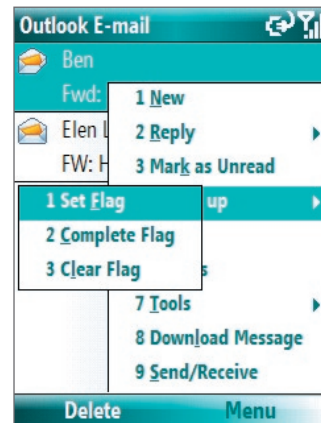 Outlook E-mail
Ben
Fwd:
1 New
Elen
2 Reply
FW: H
3 Mark as Unread
1 Set Flag
up
2 Complete Flag
3 Clear Flag
s
7 Tools
8 Download Message
9 Send/Receive
Delete Menu